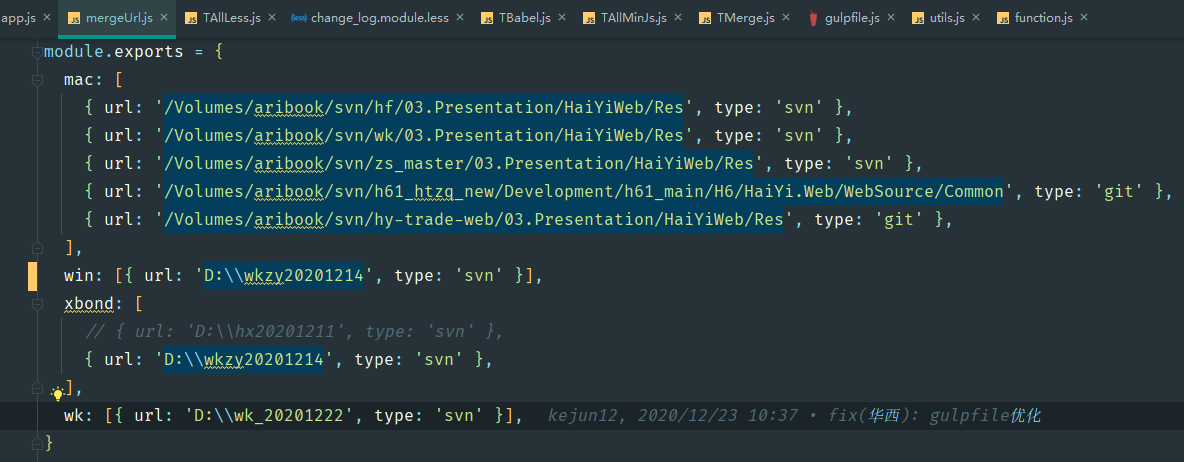 app.js × mergeUrl.js × TAllLess.js × change_log.module.less × TBabel.js × TAllMinJs.js × TMerge.js × gulpfile.js × utils.js × function.js ×
module.exports = {
mac: [
{ url: '/Volumes/aribook/svn/hf/03.Presentation/HaiYiWeb/Res', type: 'svn' },
{ url: '/Volumes/aribook/svn/wk/03.Presentation/HaiYiWeb/Res', type: 'svn' },
{ url: '/Volumes/aribook/svn/zs_master/03.Presentation/HaiYiWeb/Res', type: 'svn' },
{ url: '/Volumes/aribook/svn/h61_htzq_new/Development/h61_main/H6/HaiYi.Web/WebSource/Common', type: 'git' },
{ url: '/Volumes/aribook/svn/hy-trade-web/03.Presentation/HaiYiWeb/Res', type: 'git' },
],
win: [{ url: 'D:\\wkzy20201214', type: 'svn' }],
xbond: [
// { url: 'D:\\hx20201211', type: 'svn' },
{ url: 'D:\\wkzy20201214', type: 'svn' },
],
wk: [{ url: 'D:\\wk_20201222', type: 'svn' }], kejun12, 2020/12/23 10:37 • fix(华西): gulpfile优化
}